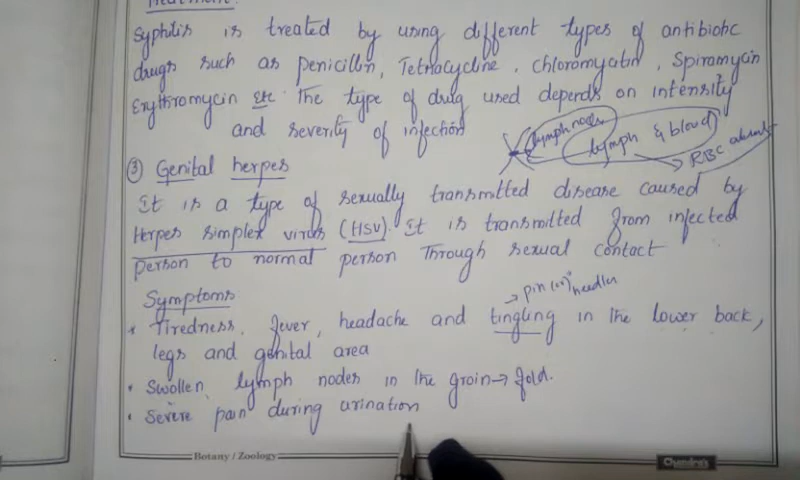 Treatment:
Syphilis is treated by using different types of antibiotic
drugs such as penicillin, Tetracycline, chloromycetin, Spiramycin
Erythromycin etc. The type of drug used depends on intensity
and severity of infection
lymph nodes
lymph & blood
RBC absent
③ Genital herpes
It is a type of sexually transmitted disease caused by
Herpes simplex virus (HSV). It is transmitted from infected
person to normal person Through sexual contact
Symptoms
→ pin (or) needles
* Tiredness, fever, headache and tingling in the lower back,
legs and genital area
• Swollen lymph nodes in the groin → fold.
• Severe pain during urination
Botany / Zoology